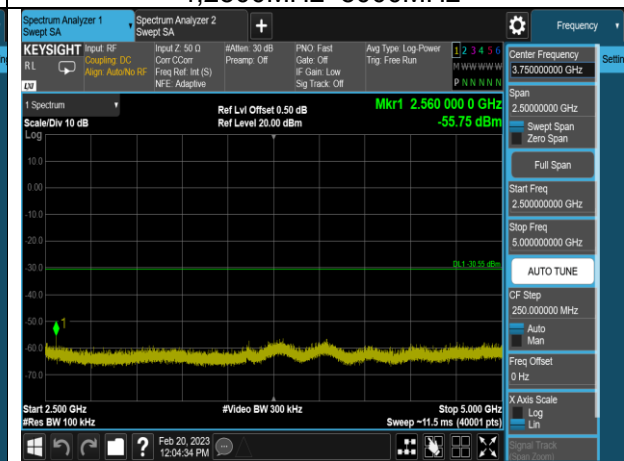 Spectrum Analyzer 1
Swept SA
Spectrum Analyzer 2
Swept SA
+
Frequency
KEYSIGHT
RL
LXI
Input: RF
Coupling: DC
Align: Auto/No RF
Input Z: 50 Ω
Corr CCorr
Freq Ref: Int (S)
NFE: Adaptive
#Atten: 30 dB
Preamp: Off
PNO: Fast
Gate: Off
IF Gain: Low
Sig Track: Off
Avg Type: Log-Power
Trig: Free Run
1 2 3 4 5 6
M W W W W W
P N N N N N
1 Spectrum
Scale/Div 10 dB
Log
Ref Lvl Offset 0.50 dB
Ref Level 20.00 dBm
Mkr1 2.560 000 0 GHz
-55.75 dBm
10.0
0.00
-10.0
-20.0
-30.0
DL1 -30.55 dBm
-50.0
1
-60.0
-70.0
Start 2.500 GHz
#Res BW 100 kHz
#Video BW 300 kHz
Stop 5.000 GHz
Sweep ~11.5 ms (40001 pts)
Center Frequency
3.750000000 GHz
Span
2.50000000 GHz
Swept Span
Zero Span
Full Span
Start Freq
2.500000000 GHz
Stop Freq
5.000000000 GHz
AUTO TUNE
CF Step
250.000000 MHz
Auto
Man
Freq Offset
0 Hz
X Axis Scale
Log
Lin
Signal Track
(Span Zoom)
?
Feb 20, 2023
12:04:34 PM